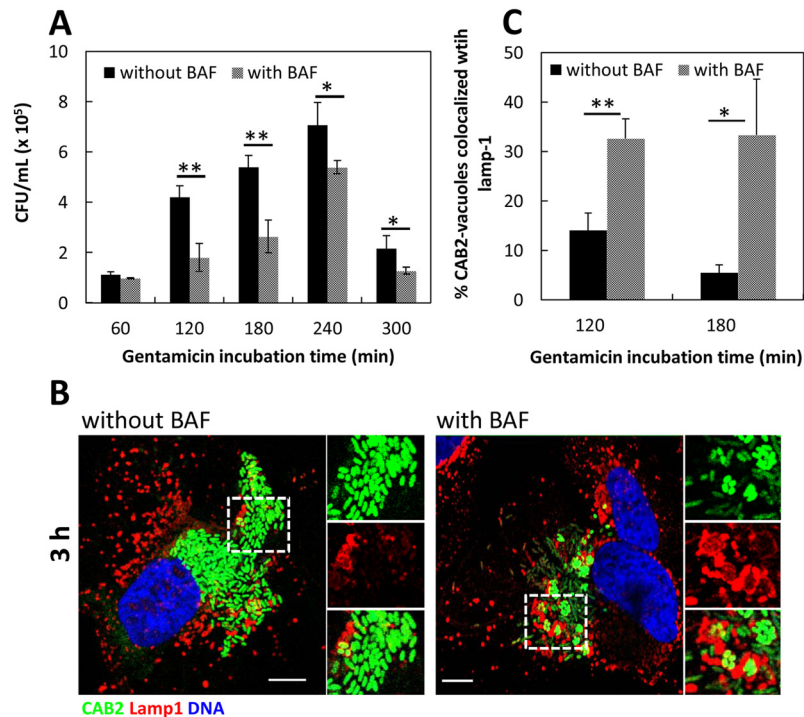 A
10
8
6
4
2
0
CFU/mL (x 10⁵)
without BAF
with BAF
**
**
*
*
60 120 180 240 300
Gentamicin incubation time (min)
C
50
40
30
20
10
0
% CAB2-vacuoles colocalized wtih
lamp-1
without BAF
with BAF
**
*
120 180
Gentamicin incubation time (min)
B
without BAF
with BAF
3 h
CAB2 Lamp1 DNA